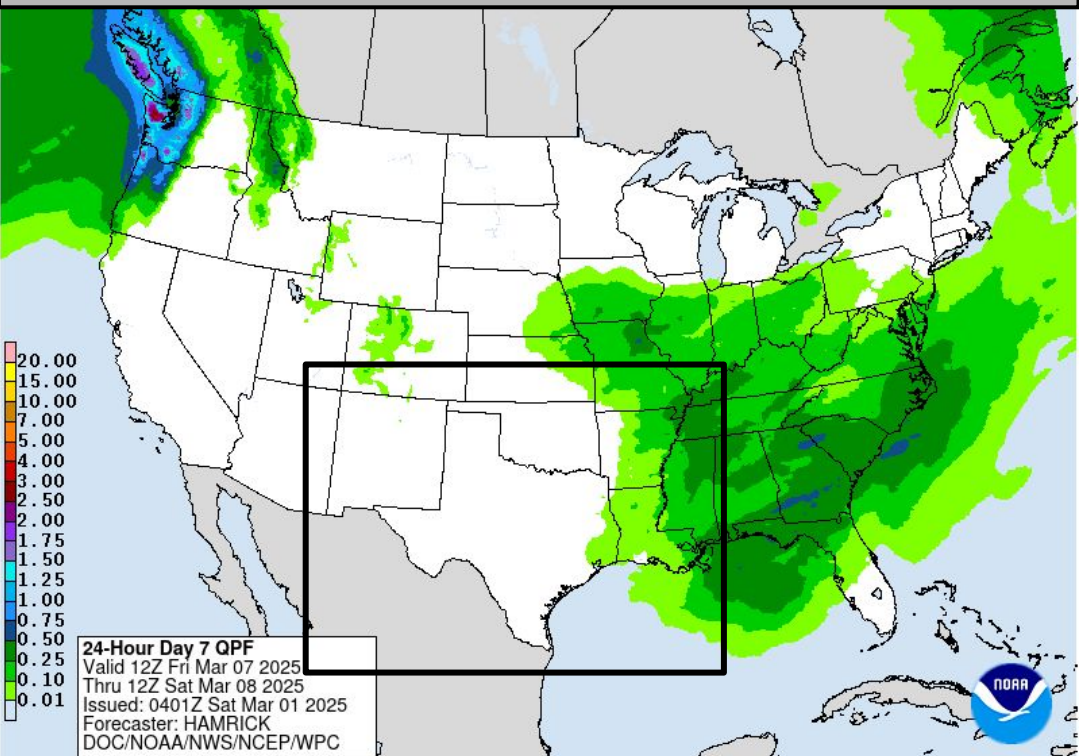 20.00
15.00
10.00
7.00
5.00
4.00
3.00
2.50
2.00
1.75
1.50
1.25
1.00
0.75
0.50
0.25
0.10
0.01
24-Hour Day 7 QPF
Valid 12Z Fri Mar 07 2025
Thru 12Z Sat Mar 08 2025
Issued: 0401Z Sat Mar 01 2025
Forecaster: HAMRICK
DOC/NOAA/NWS/NCEP/WPC
NOAA